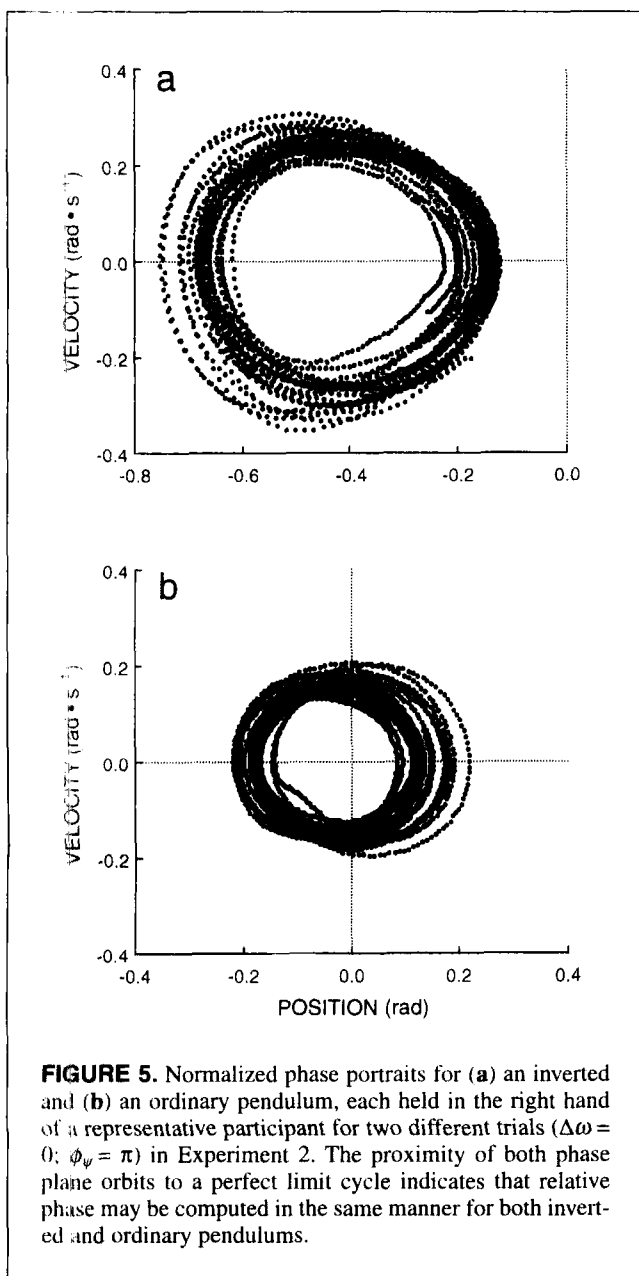 a
0.4
0.2
0.0
-0.2
-0.4
VELOCITY (rad • s⁻¹)
-0.8 -0.6 -0.4 -0.2 0.0
b
0.4
0.2
0.0
-0.2
-0.4
VELOCITY (rad • s⁻¹)
-0.4 -0.2 0.0 0.2 0.4
POSITION (rad)
FIGURE 5. Normalized phase portraits for (a) an inverted
and (b) an ordinary pendulum, each held in the right hand
of a representative participant for two different trials (Δω =
0; ϕψ = π) in Experiment 2. The proximity of both phase
plane orbits to a perfect limit cycle indicates that relative
phase may be computed in the same manner for both invert-
ed and ordinary pendulums.